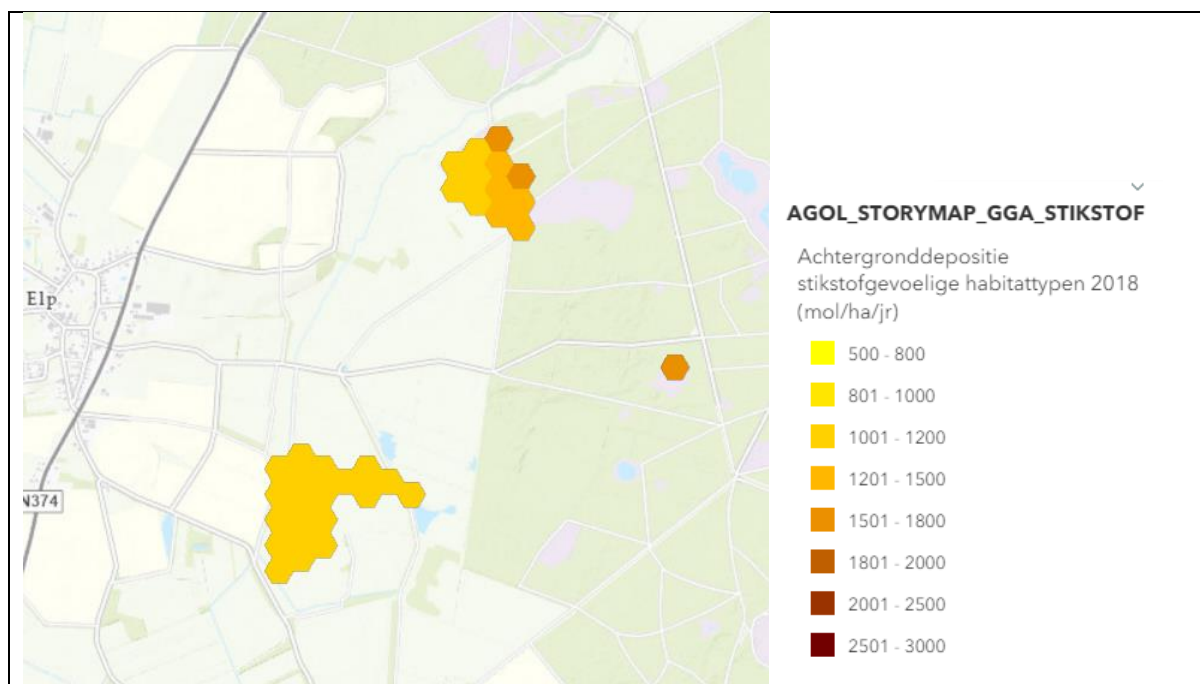 Elp
N374
AGOL_STORYMAP_GGA_STIKSTOF
Achtergronddepositie
stikstofgevoelige habitattypen 2018
(mol/ha/jr)
500 - 800
801 - 1000
1001 - 1200
1201 - 1500
1501 - 1800
1801 - 2000
2001 - 2500
2501 - 3000